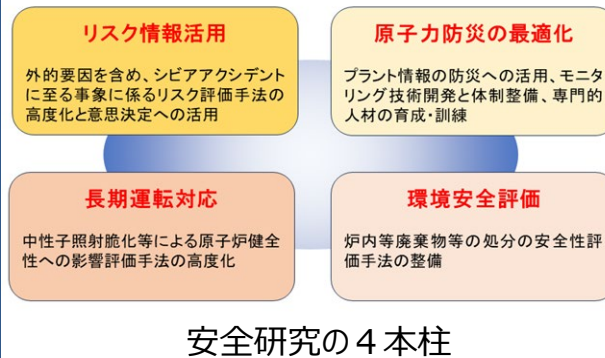 リスク情報活用
外的要因を含め、シビアアクシデント
に至る事象に係るリスク評価手法の
高度化と意思決定への活用
原子力防災の最適化
プラント情報の防災への活用、モニタ
リング技術開発と体制整備、専門的
人材の育成・訓練
長期運転対応
中性子照射脆化等による原子炉健全
性への影響評価手法の高度化
環境安全評価
炉内等廃棄物等の処分の安全性評
価手法の整備
安全研究の４本柱